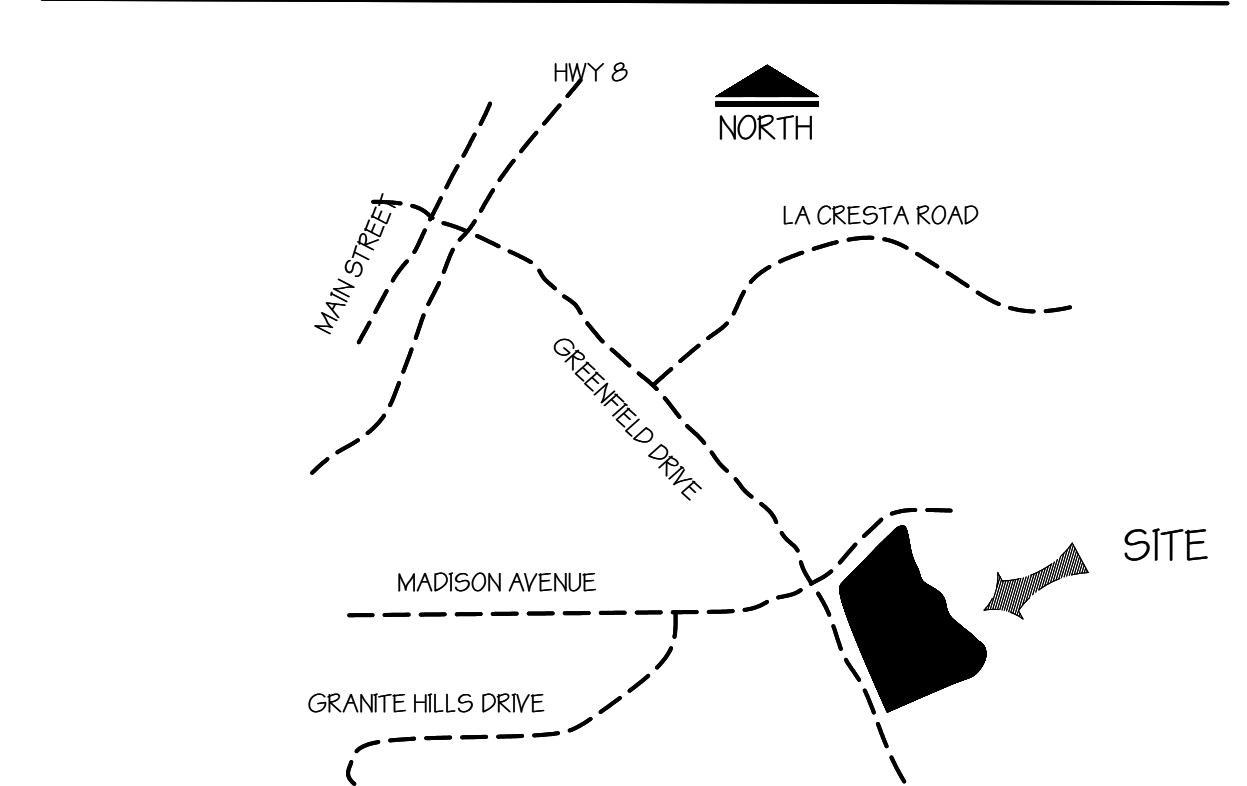 HWY 8
NORTH
MAIN STREET
LA CRESTA ROAD
GREENFIELD DRIVE
SITE
MADISON AVENUE
GRANITE HILLS DRIVE